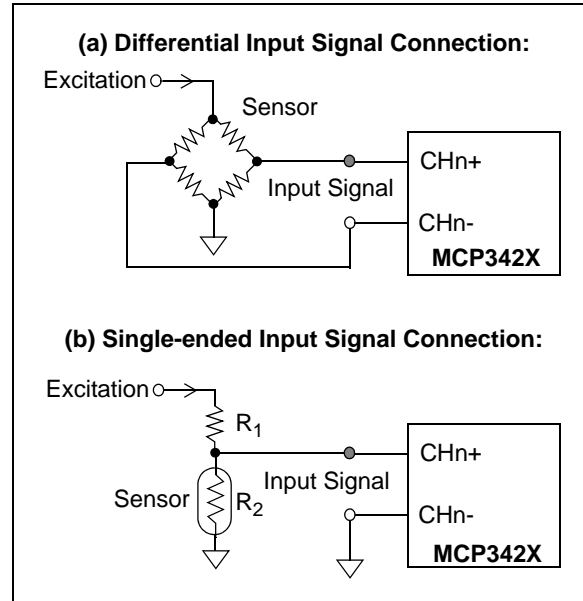 (a) Differential Input Signal Connection:
Excitation
Sensor
CHn+
Input Signal
CHn-
MCP342X
(b) Single-ended Input Signal Connection:
Excitation
R1
CHn+
Input Signal
Sensor R2
CHn-
MCP342X